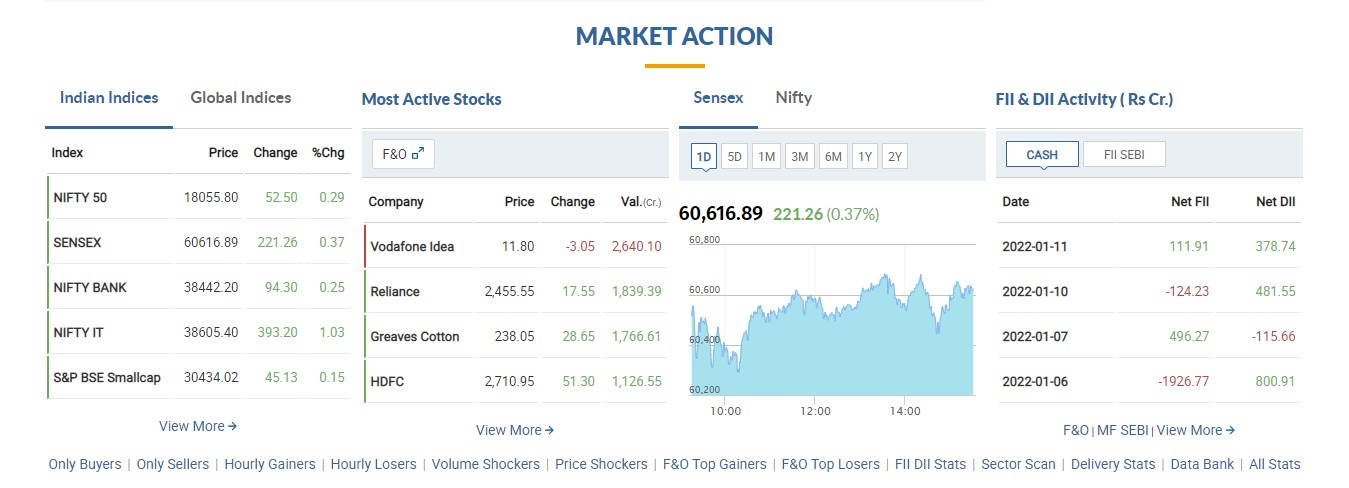 MARKET ACTION
Indian Indices Global Indices
Index Price Change %Chg
NIFTY 50 18055.80 52.50 0.29
SENSEX 60616.89 221.26 0.37
NIFTY BANK 38442.20 94.30 0.25
NIFTY IT 38605.40 393.20 1.03
S&P BSE Smallcap 30434.02 45.13 0.15
View More →
Most Active Stocks
F&O
Company Price Change Val.(Cr.)
Vodafone Idea 11.80 -3.05 2,640.10
Reliance 2,455.55 17.55 1,839.39
Greaves Cotton 238.05 28.65 1,766.61
HDFC 2,710.95 51.30 1,126.55
View More →
Sensex Nifty
1D 5D 1M 3M 6M 1Y 2Y
60,616.89 221.26 (0.37%)
60,800
60,600
60,400
60,200
10:00 12:00 14:00
FII & DII Activity ( Rs Cr.)
CASH FII SEBI
Date Net FII Net DII
2022-01-11 111.91 378.74
2022-01-10 -124.23 481.55
2022-01-07 496.27 -115.66
2022-01-06 -1926.77 800.91
F&O | MF SEBI | View More →
Only Buyers | Only Sellers | Hourly Gainers | Hourly Losers | Volume Shockers | Price Shockers | F&O Top Gainers | F&O Top Losers | FII DII Stats | Sector Scan | Delivery Stats | Data Bank | All Stats